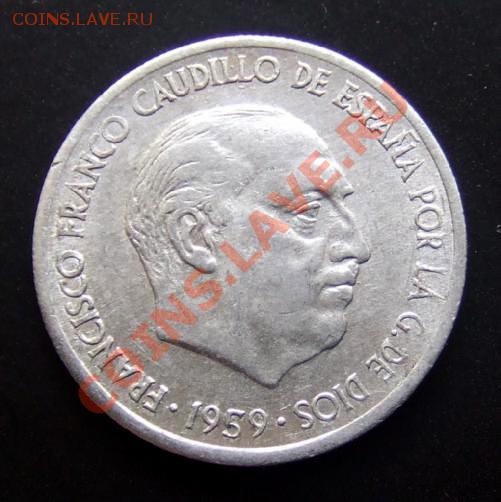 COINS.LAVE.RU
FRANCISCO FRANCO CAUDILLO DE ESPAÑA POR LA G. DE DIOS
· 1959 ·
COINS.LAVE.RU